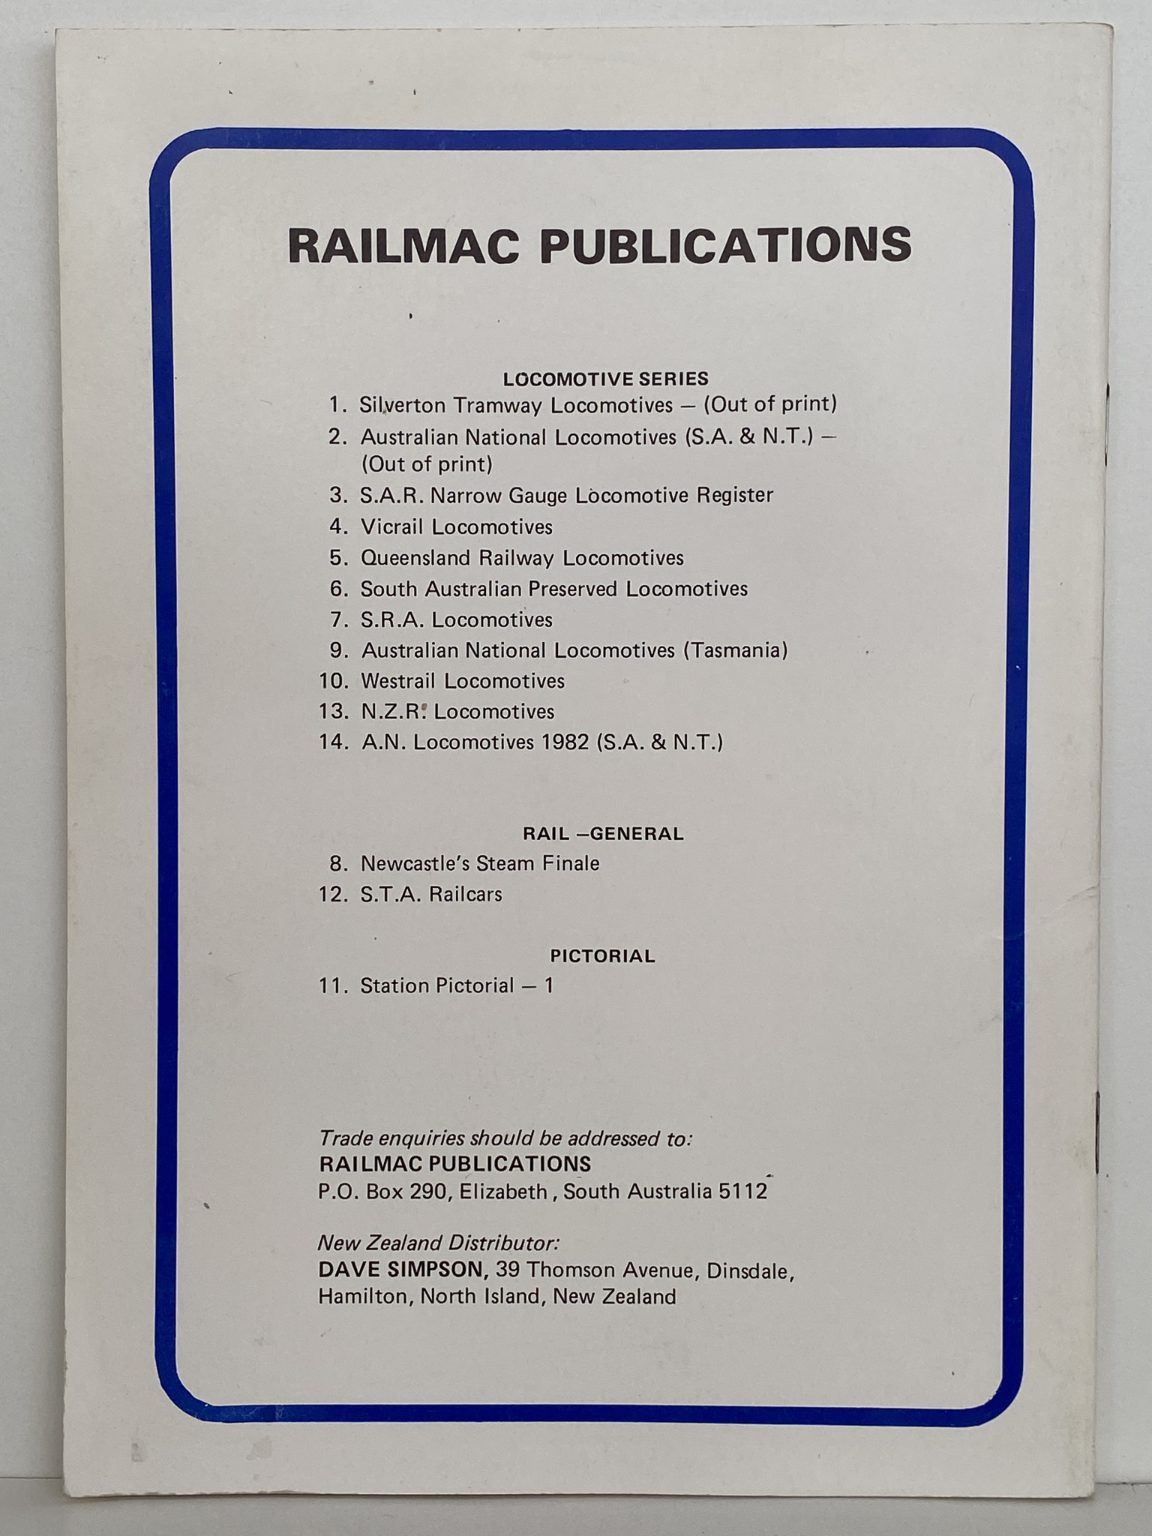 RAILMAC PUBLICATIONS
LOCOMOTIVE SERIES
1. Silverton Tramway Locomotives — (Out of print)
2. Australian National Locomotives (S.A. & N.T.) —
(Out of print)
3. S.A.R. Narrow Gauge Locomotive Register
4. Vicrail Locomotives
5. Queensland Railway Locomotives
6. South Australian Preserved Locomotives
7. S.R.A. Locomotives
9. Australian National Locomotives (Tasmania)
10. Westrail Locomotives
13. N.Z.R. Locomotives
14. A.N. Locomotives 1982 (S.A. & N.T.)
RAIL —GENERAL
8. Newcastle's Steam Finale
12. S.T.A. Railcars
PICTORIAL
11. Station Pictorial — 1
Trade enquiries should be addressed to:
RAILMAC PUBLICATIONS
P.O. Box 290, Elizabeth, South Australia 5112
New Zealand Distributor:
DAVE SIMPSON, 39 Thomson Avenue, Dinsdale,
Hamilton, North Island, New Zealand